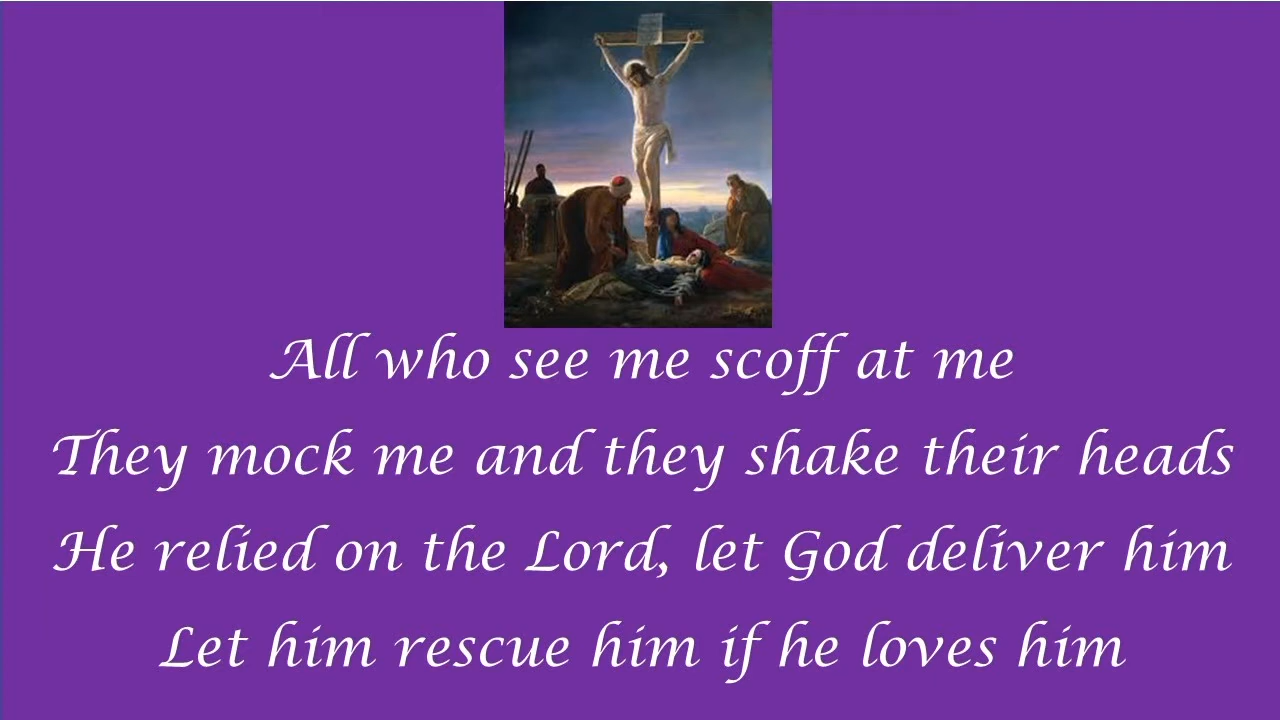 All who see me scoff at me
They mock me and they shake their heads
He relied on the Lord, let God deliver him
Let him rescue him if he loves him